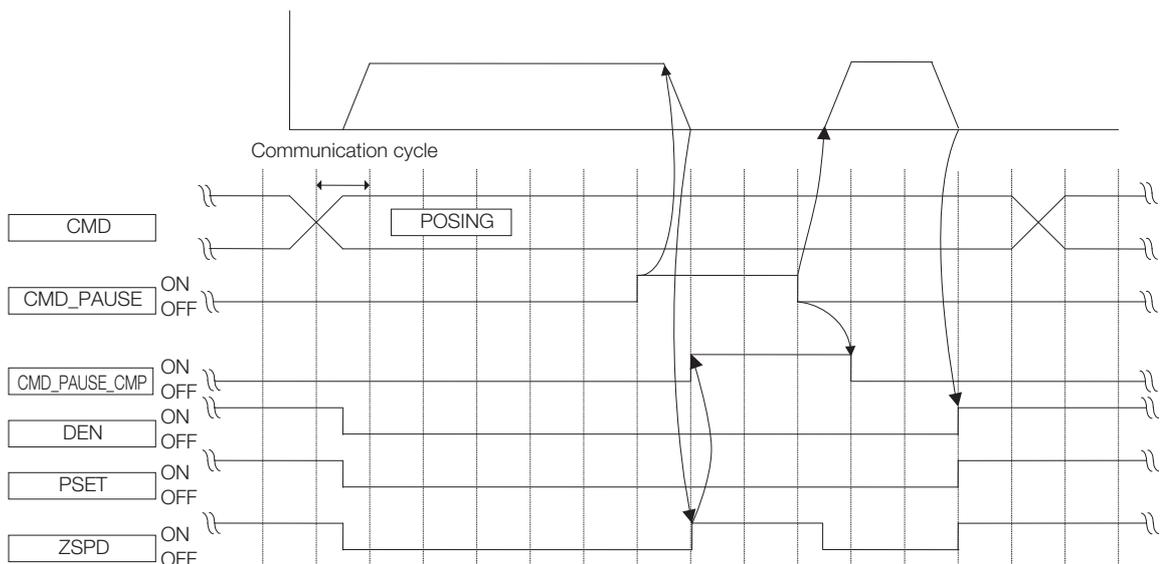 Communication cycle
CMD
POSING
CMD_PAUSE
ON
OFF
CMD_PAUSE_CMP
ON
OFF
DEN
ON
OFF
PSET
ON
OFF
ZSPD
ON
OFF